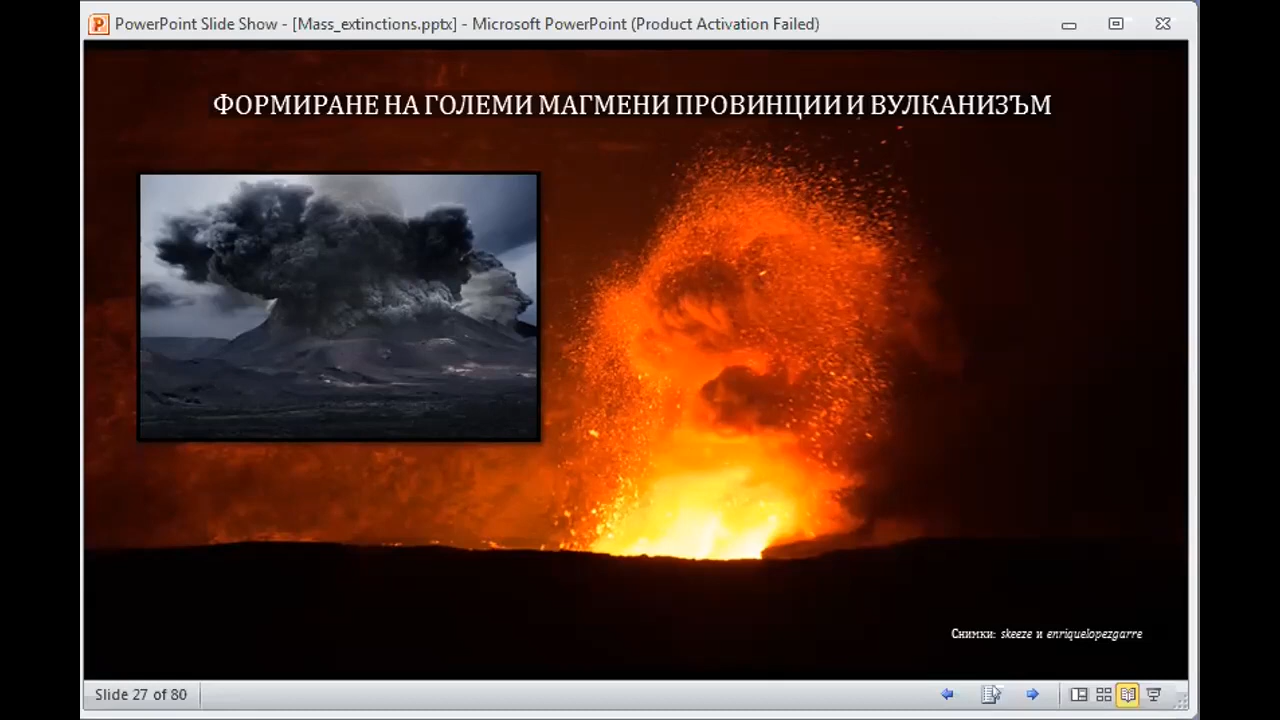 PowerPoint Slide Show - [Mass_extinctions.pptx] - Microsoft PowerPoint (Product Activation Failed)
ФОРМИРАНЕ НА ГОЛЕМИ МАГМЕНИ ПРОВИНЦИИ И ВУЛКАНИЗЪМ
Снимки: skeeze и enriquelopezgarre
Slide 27 of 80